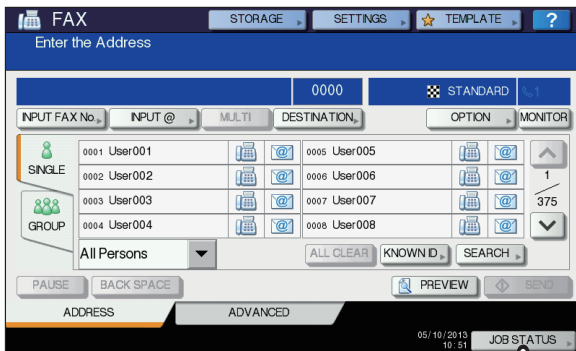 FAX STORAGE SETTINGS TEMPLATE ?
Enter the Address
0000 STANDARD 1
INPUT FAX No. INPUT @ MULTI DESTINATION OPTION MONITOR
SINGLE
GROUP
0001 User001 @ 0005 User005 @
0002 User002 @ 0006 User006 @
0003 User003 @ 0007 User007 @
0004 User004 @ 0008 User008 @
1
375
All Persons ALL CLEAR KNOWN ID SEARCH
PAUSE BACK SPACE PREVIEW SEND
ADDRESS ADVANCED
05/10/2013
10:51
JOB STATUS